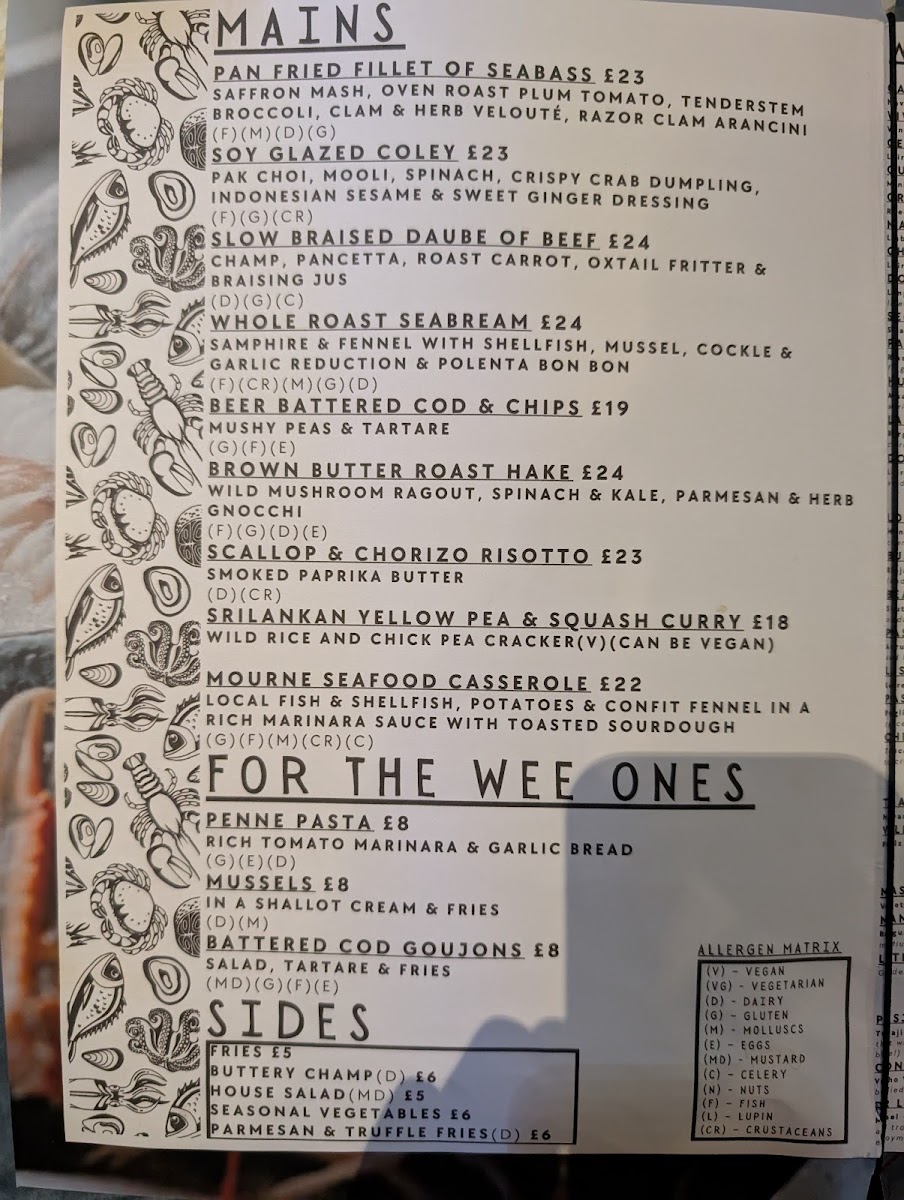 MAINS
PAN FRIED FILLET OF SEABASS £23
SAFFRON MASH, OVEN ROAST PLUM TOMATO, TENDERSTEM
BROCCOLI, CLAM & HERB VELOUTÉ, RAZOR CLAM ARANCINI
(F)(M)(D)(G)
SOY GLAZED COLEY £23
PAK CHOI, MOOLI, SPINACH, CRISPY CRAB DUMPLING,
INDONESIAN SESAME & SWEET GINGER DRESSING
(F)(G)(CR)
SLOW BRAISED DAUBE OF BEEF £24
CHAMP, PANCETTA, ROAST CARROT, OXTAIL FRITTER &
BRAISING JUS
(D)(G)(C)
WHOLE ROAST SEABREAM £24
SAMPHIRE & FENNEL WITH SHELLFISH, MUSSEL, COCKLE &
GARLIC REDUCTION & POLENTA BON BON
(F)(CR)(M)(G)(D)
BEER BATTERED COD & CHIPS £19
MUSHY PEAS & TARTARE
(G)(F)(E)
BROWN BUTTER ROAST HAKE £24
WILD MUSHROOM RAGOUT, SPINACH & KALE, PARMESAN & HERB
GNOCCHI
(F)(G)(D)(E)
SCALLOP & CHORIZO RISOTTO £23
SMOKED PAPRIKA BUTTER
(D)(CR)
SRILANKAN YELLOW PEA & SQUASH CURRY £18
WILD RICE AND CHICK PEA CRACKER(V)(CAN BE VEGAN)
MOURNE SEAFOOD CASSEROLE £22
LOCAL FISH & SHELLFISH, POTATOES & CONFIT FENNEL IN A
RICH MARINARA SAUCE WITH TOASTED SOURDOUGH
(G)(F)(M)(CR)(C)
FOR THE WEE ONES
PENNE PASTA £8
RICH TOMATO MARINARA & GARLIC BREAD
(G)(E)(D)
MUSSELS £8
IN A SHALLOT CREAM & FRIES
(D)(M)
BATTERED COD GOUJONS £8
SALAD, TARTARE & FRIES
(MD)(G)(F)(E)
SIDES
FRIES £5
BUTTERY CHAMP(D) £6
HOUSE SALAD(MD) £5
SEASONAL VEGETABLES £6
PARMESAN & TRUFFLE FRIES(D) £6
ALLERGEN MATRIX
(V) - VEGAN
(VG) - VEGETARIAN
(D) - DAIRY
(G) - GLUTEN
(M) - MOLLUSCS
(E) - EGGS
(MD) - MUSTARD
(C) - CELERY
(N) - NUTS
(F) - FISH
(L) - LUPIN
(CR) - CRUSTACEANS